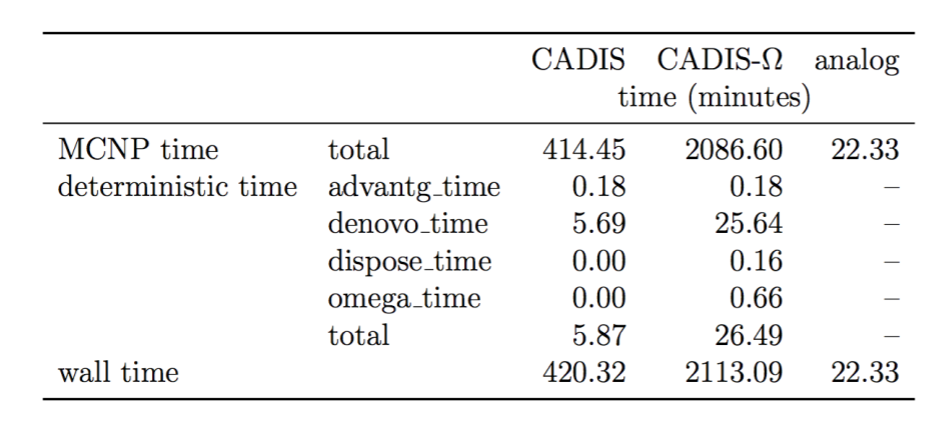 CADIS CADIS-Ω analog
time (minutes)
MCNP time total 414.45 2086.60 22.33
deterministic time advantg_time 0.18 0.18 –
denovo_time 5.69 25.64 –
dispose_time 0.00 0.16 –
omega_time 0.00 0.66 –
total 5.87 26.49 –
wall time 420.32 2113.09 22.33